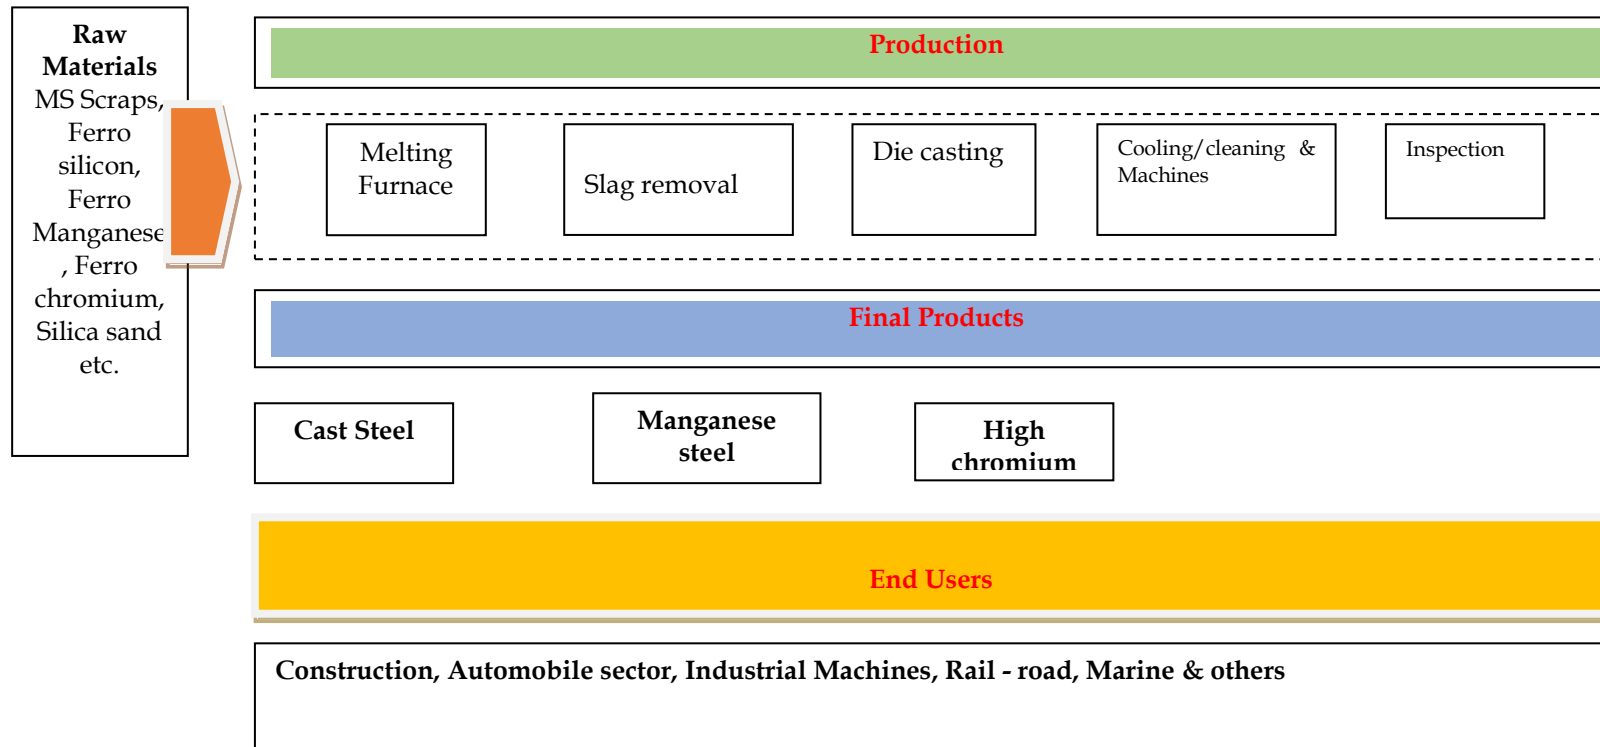 Raw
Materials
MS Scraps,
Ferro
silicon,
Ferro
Manganese
, Ferro
chromium,
Silica sand
etc.
Production
Melting
Furnace
Slag removal
Die casting
Cooling/cleaning &
Machines
Inspection
Final Products
Cast Steel
Manganese
steel
High
chromium
End Users
Construction, Automobile sector, Industrial Machines, Rail - road, Marine & others